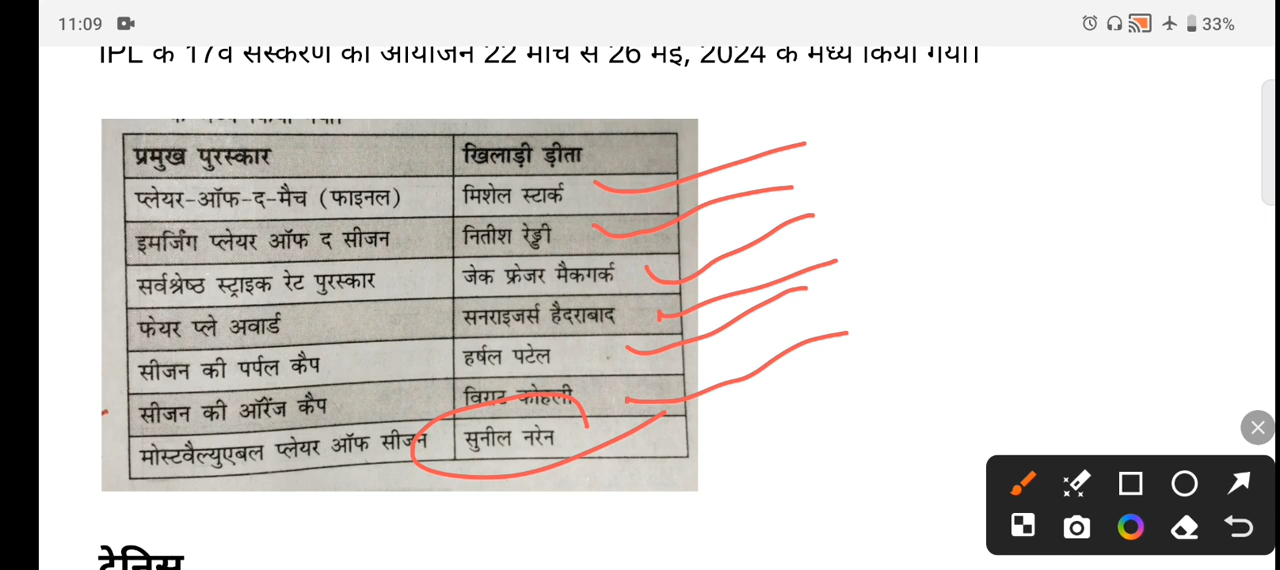 11:09
33%
IPL के 17वें संस्करण का आयोजन 22 मार्च से 26 मई, 2024 के मध्य किया गया।
प्रमुख पुरस्कार खिलाड़ी ड़ीता
प्लेयर-ऑफ-द-मैच (फाइनल) मिशेल स्टार्क
इमर्जिंग प्लेयर ऑफ द सीजन नितीश रेड्डी
सर्वश्रेष्ठ स्ट्राइक रेट पुरस्कार जेक फ्रेजर मैकगर्क
फेयर प्ले अवार्ड सनराइजर्स हैदराबाद
सीजन की पर्पल कैप हर्षल पटेल
सीजन की ऑरेंज कैप विराट कोहली
मोस्टवैल्युएबल प्लेयर ऑफ सीजन सुनील नरेन
टेनिस